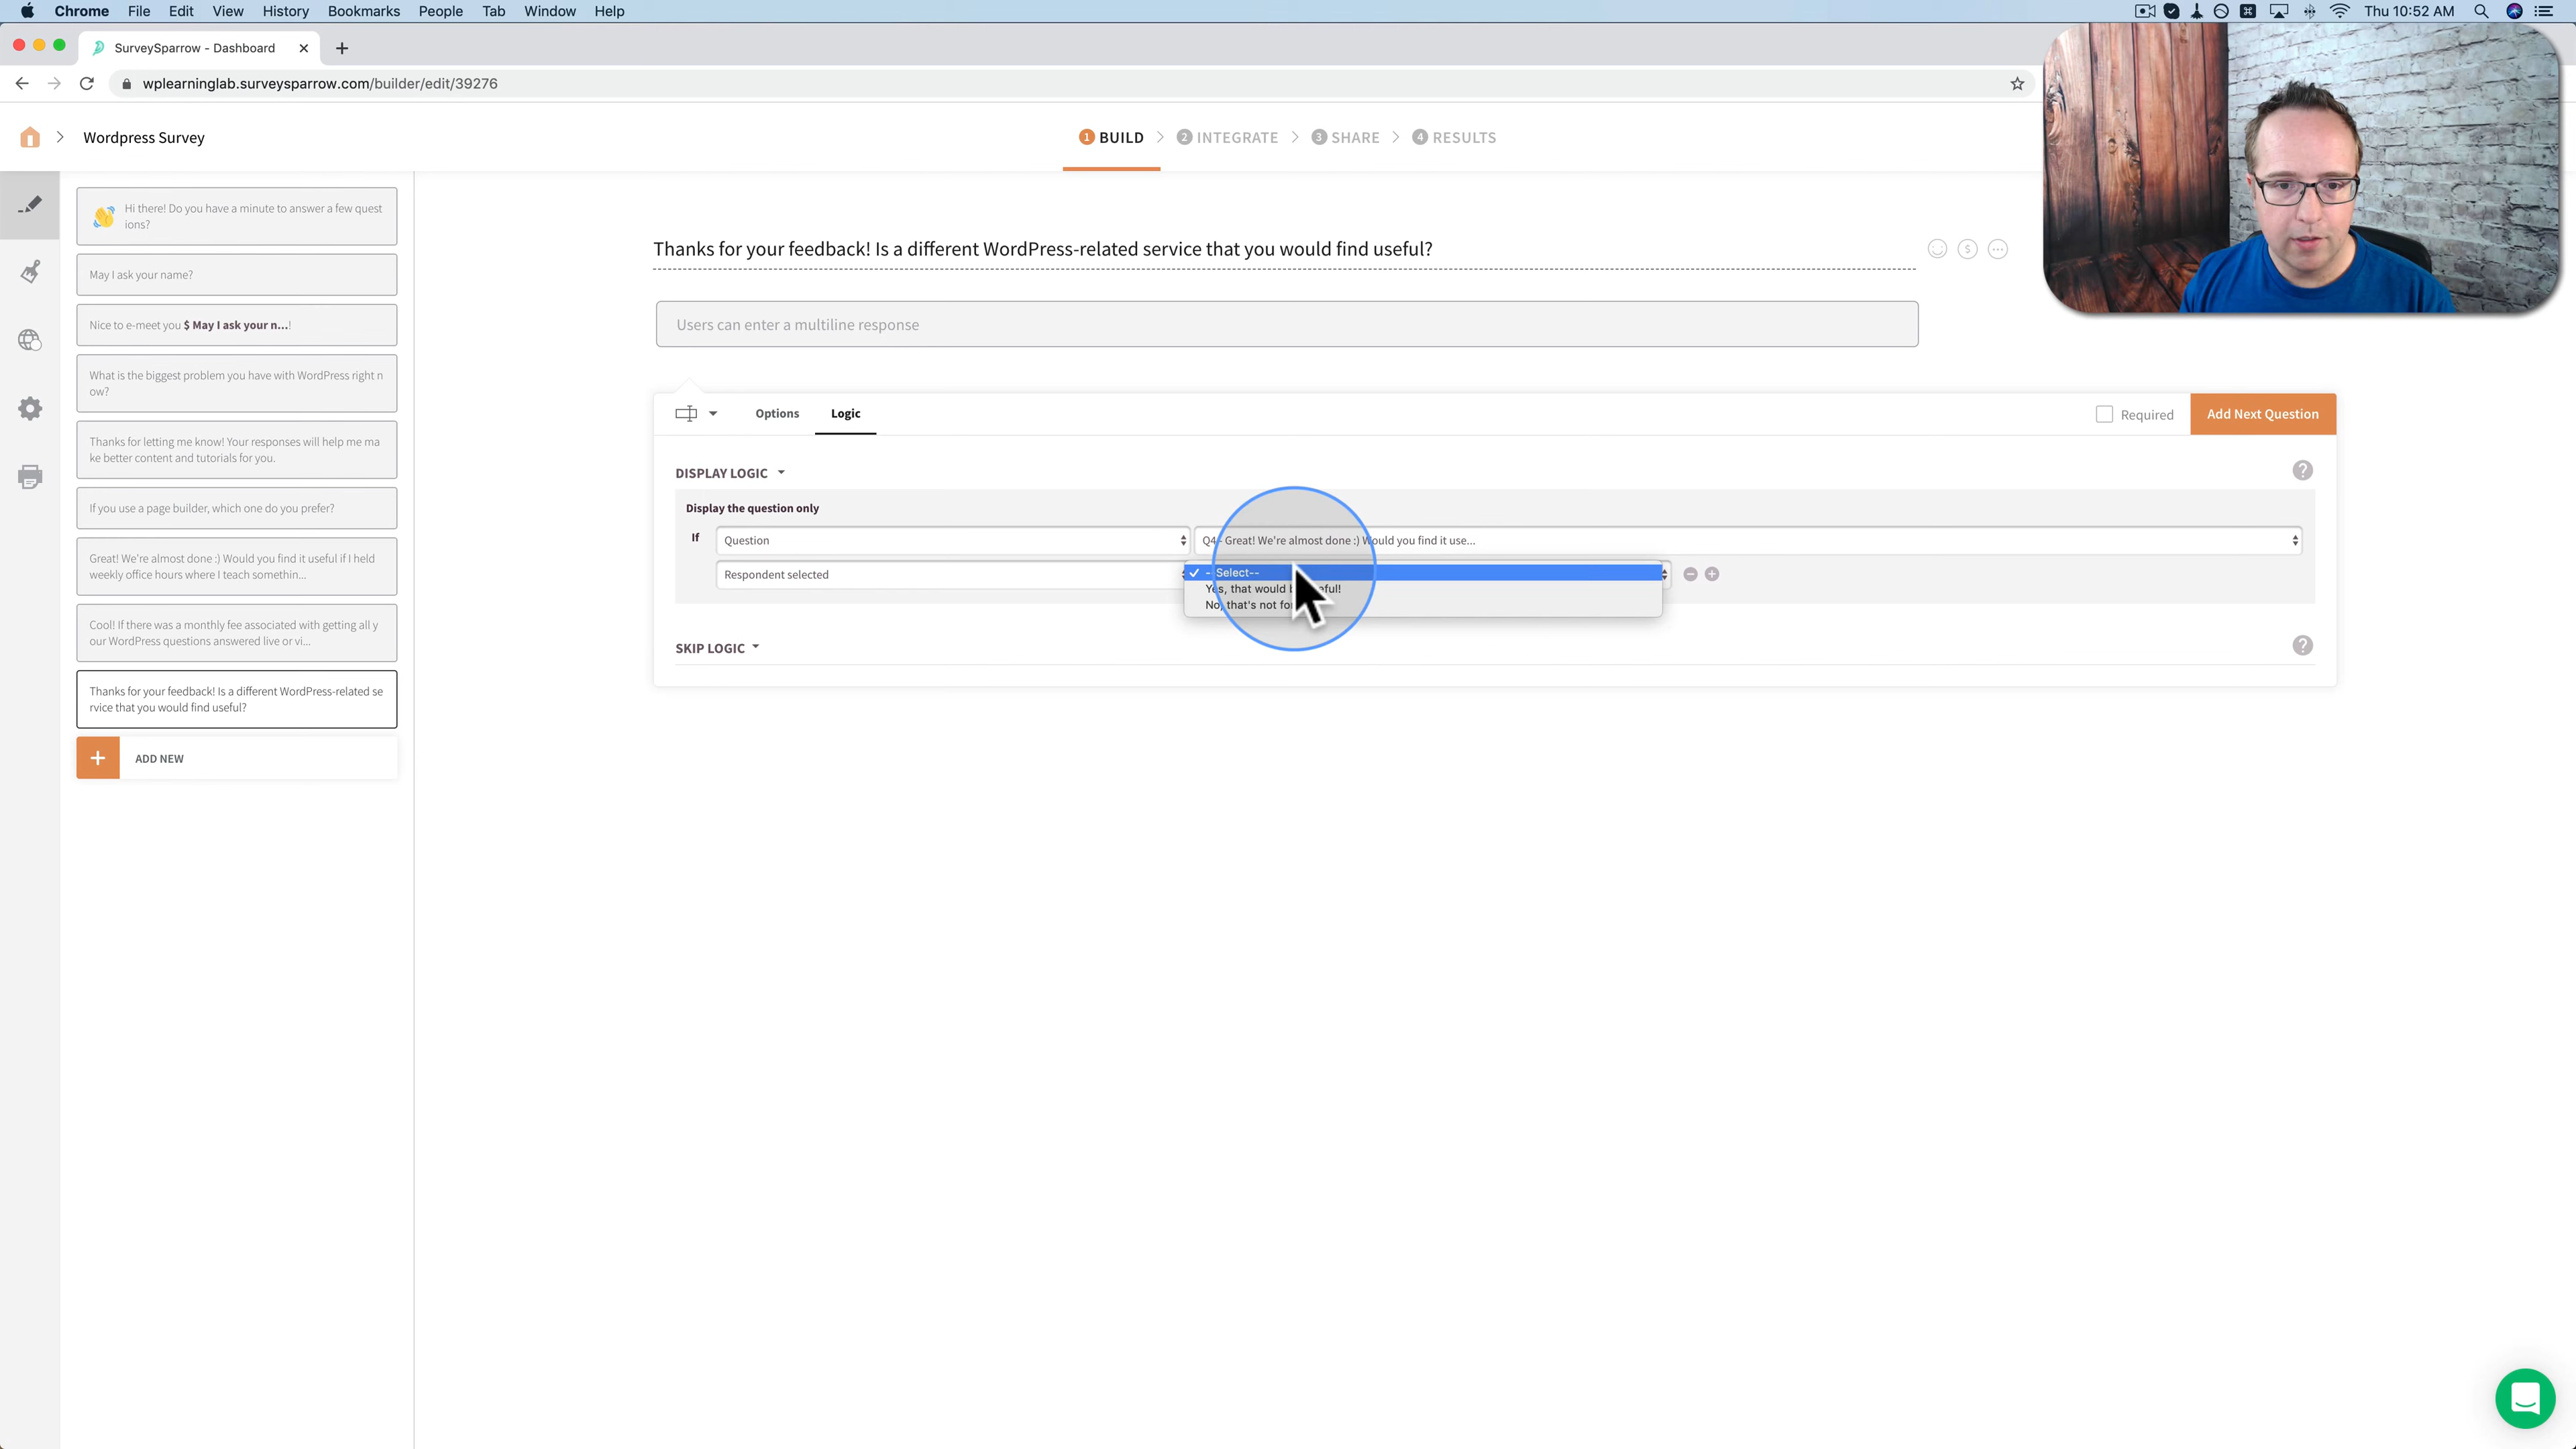 Chrome File Edit View History Bookmarks People Tab Window Help
Thu 10:52 AM
SurveySparrow - Dashboard
wplearninglab.surveysparrow.com/builder/edit/39276
Wordpress Survey
1 BUILD 2 INTEGRATE 3 SHARE 4 RESULTS
Hi there! Do you have a minute to answer a few quest
ions?
May I ask your name?
Nice to e-meet you $ May I ask your n...!
What is the biggest problem you have with WordPress right n
ow?
Thanks for letting me know! Your responses will help me ma
ke better content and tutorials for you.
If you use a page builder, which one do you prefer?
Great! We're almost done :) Would you find it useful if I held
weekly office hours where I teach somethin...
Cool! If there was a monthly fee associated with getting all y
our WordPress questions answered live or vi...
Thanks for your feedback! Is a different WordPress-related se
rvice that you would find useful?
+ ADD NEW
Thanks for your feedback! Is a different WordPress-related service that you would find useful?
Users can enter a multiline response
Options Logic
Required
Add Next Question
DISPLAY LOGIC
Display the question only
If Question
Q4- Great! We're almost done :) Would you find it use...
Respondent selected
--Select--
Yes, that would
No, that's not
SKIP LOGIC